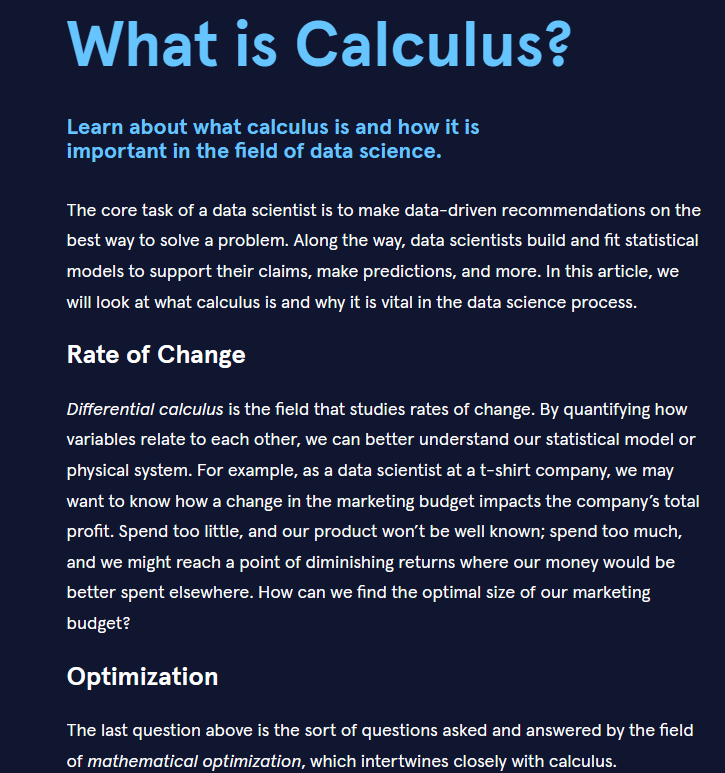 What is Calculus?
Learn about what calculus is and how it is
important in the field of data science.
The core task of a data scientist is to make data-driven recommendations on the
best way to solve a problem. Along the way, data scientists build and fit statistical
models to support their claims, make predictions, and more. In this article, we
will look at what calculus is and why it is vital in the data science process.
Rate of Change
Differential calculus is the field that studies rates of change. By quantifying how
variables relate to each other, we can better understand our statistical model or
physical system. For example, as a data scientist at a t-shirt company, we may
want to know how a change in the marketing budget impacts the company’s total
profit. Spend too little, and our product won’t be well known; spend too much,
and we might reach a point of diminishing returns where our money would be
better spent elsewhere. How can we find the optimal size of our marketing
budget?
Optimization
The last question above is the sort of questions asked and answered by the field
of mathematical optimization, which intertwines closely with calculus.